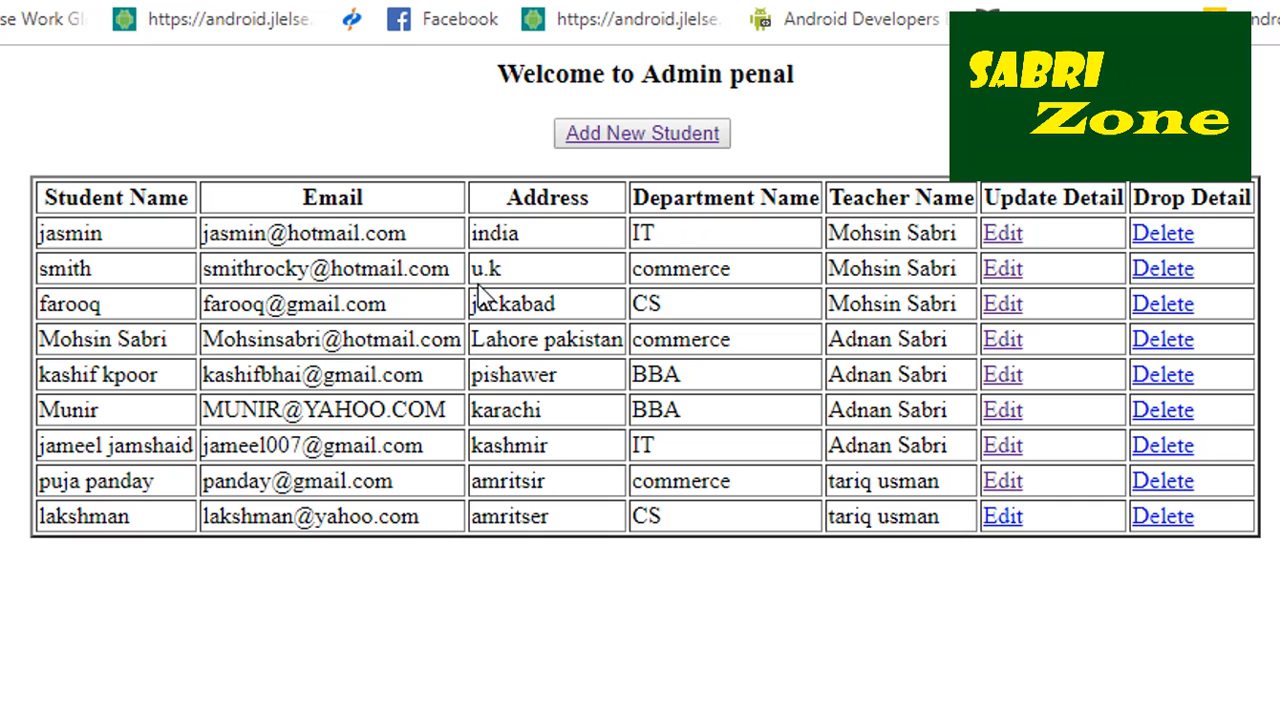 se Work Gl https://android.jlelse. Facebook https://android.jlelse. Android Developers
SABRI
Zone
Welcome to Admin penal
Add New Student
Student Name Email Address Department Name Teacher Name Update Detail Drop Detail
jasmin jasmin@hotmail.com india IT Mohsin Sabri Edit Delete
smith smithrocky@hotmail.com u.k commerce Mohsin Sabri Edit Delete
farooq farooq@gmail.com jackabad CS Mohsin Sabri Edit Delete
Mohsin Sabri Mohsinsabri@hotmail.com Lahore pakistan commerce Adnan Sabri Edit Delete
kashif kpoor kashifbhai@gmail.com pishawer BBA Adnan Sabri Edit Delete
Munir MUNIR@YAHOO.COM karachi BBA Adnan Sabri Edit Delete
jameel jamshaid jameel007@gmail.com kashmir IT Adnan Sabri Edit Delete
puja panday panday@gmail.com amritsir commerce tariq usman Edit Delete
lakshman lakshman@yahoo.com amritser CS tariq usman Edit Delete